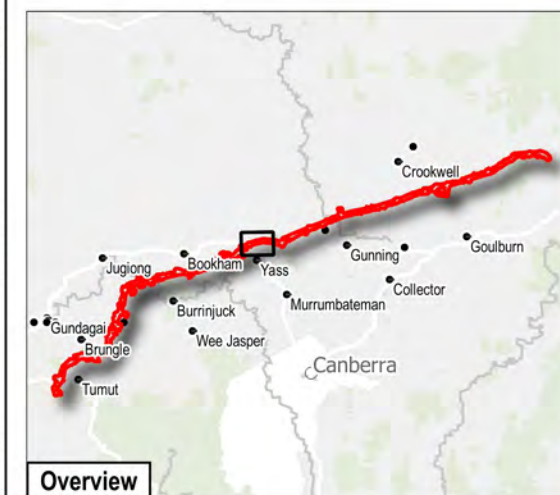 Crookwell
Goulburn
Gunning
Bookham
Yass
Jugiong
Collector
Murrumbateman
Burrinjuck
Gundagai
Wee Jasper
Brungle
Canberra
Tumut
Overview